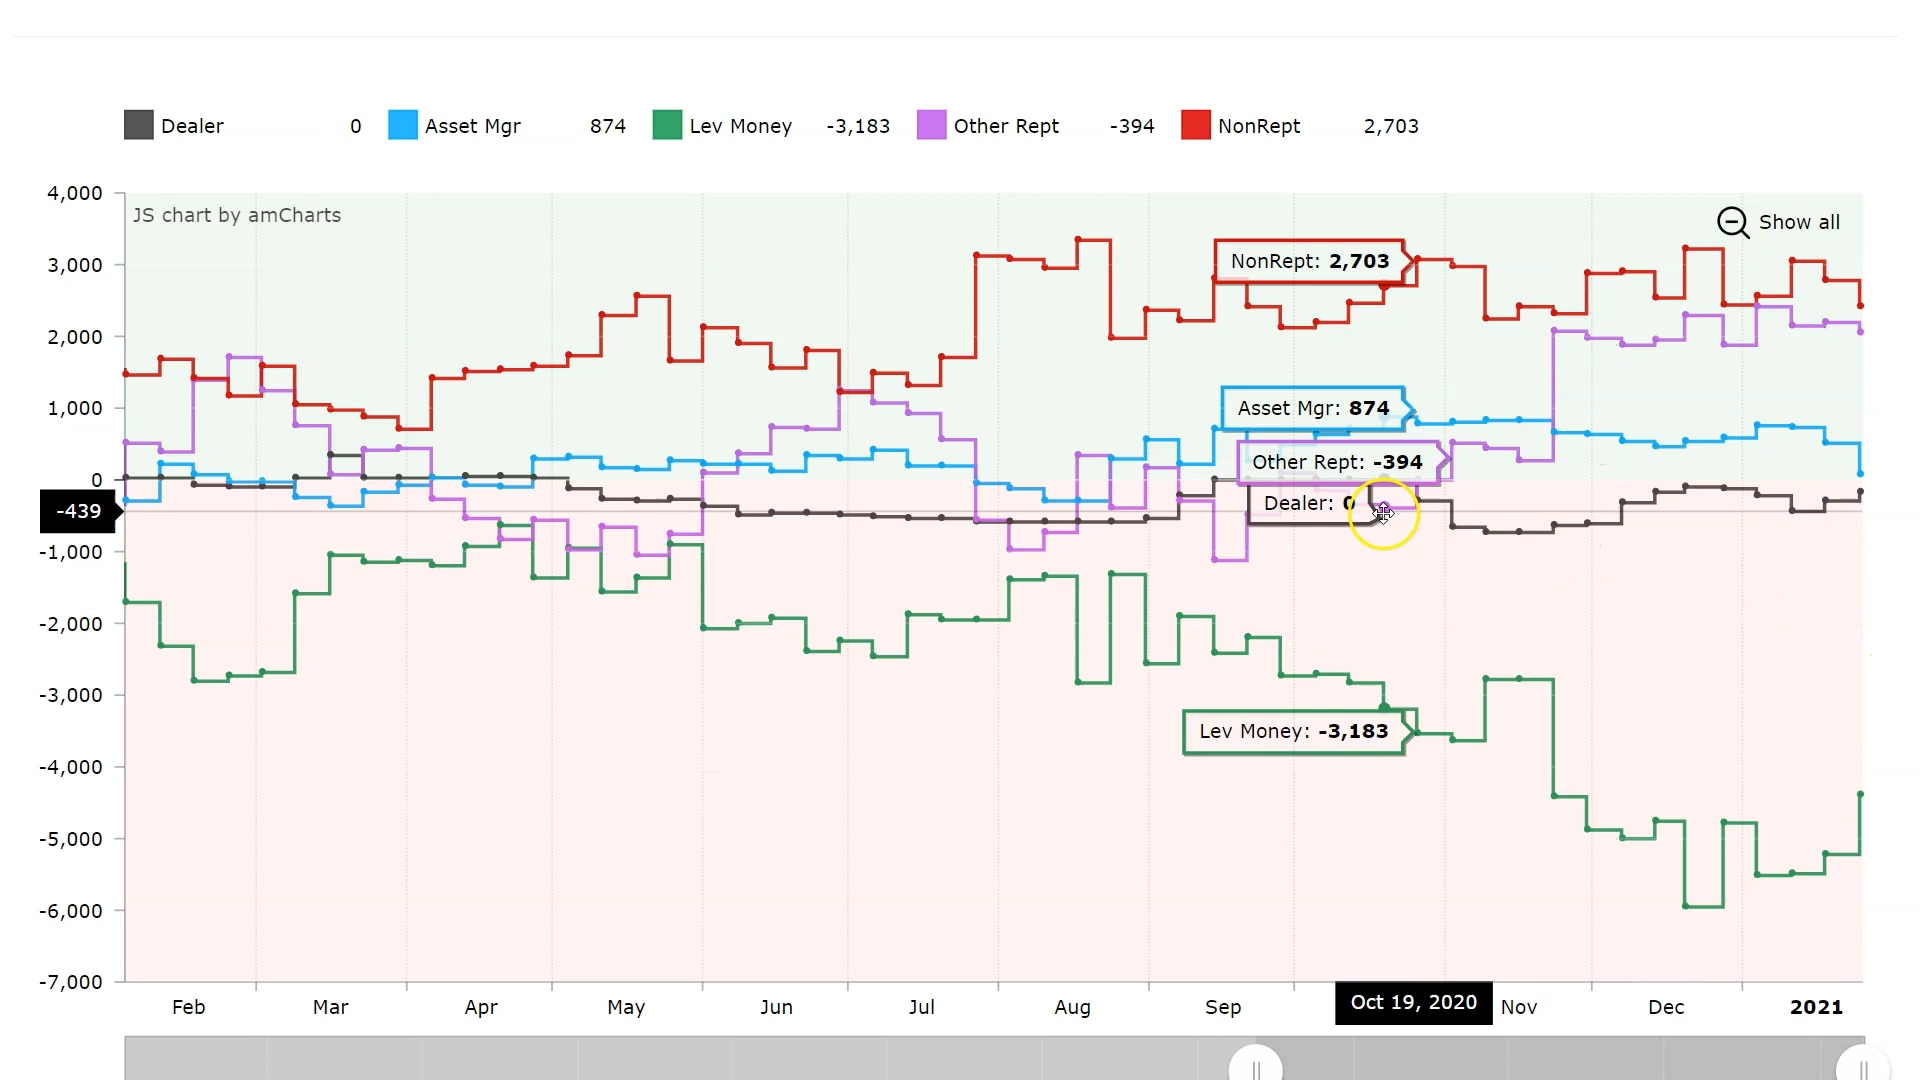 Dealer 0 Asset Mgr 874 Lev Money -3,183 Other Rept -394 NonRept 2,703
4,000
JS chart by amCharts
Show all
3,000
NonRept: 2,703
2,000
1,000
Asset Mgr: 874
Other Rept: -394
0
Dealer: 0
-439
-1,000
-2,000
-3,000
Lev Money: -3,183
-4,000
-5,000
-6,000
-7,000
Feb Mar Apr May Jun Jul Aug Sep Oct 19, 2020 Nov Dec 2021